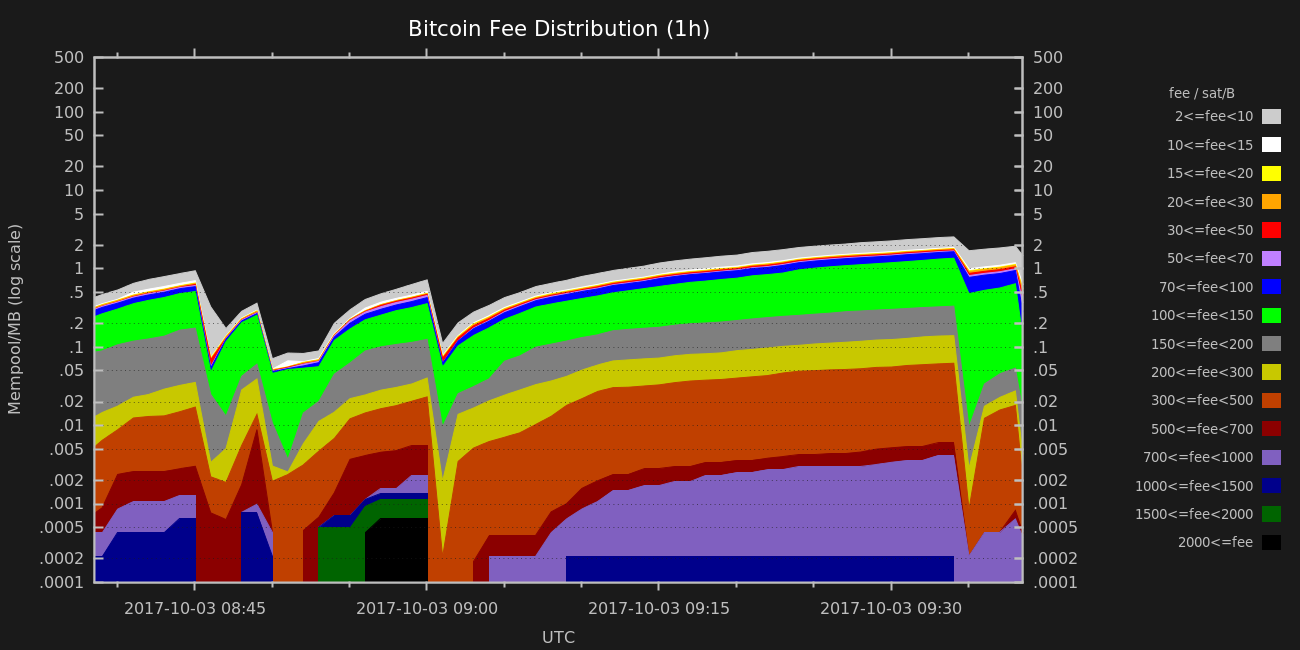 Bitcoin Fee Distribution (1h)
Mempool/MB (log scale)
500
200
100
50
20
10
5
2
1
.5
.2
.1
.05
.02
.01
.005
.002
.001
.0005
.0002
.0001
500
200
100
50
20
10
5
2
1
.5
.2
.1
.05
.02
.01
.005
.002
.001
.0005
.0002
.0001
2017-10-03 08:45
2017-10-03 09:00
2017-10-03 09:15
2017-10-03 09:30
UTC
fee / sat/B
2<=fee<10
10<=fee<15
15<=fee<20
20<=fee<30
30<=fee<50
50<=fee<70
70<=fee<100
100<=fee<150
150<=fee<200
200<=fee<300
300<=fee<500
500<=fee<700
700<=fee<1000
1000<=fee<1500
1500<=fee<2000
2000<=fee